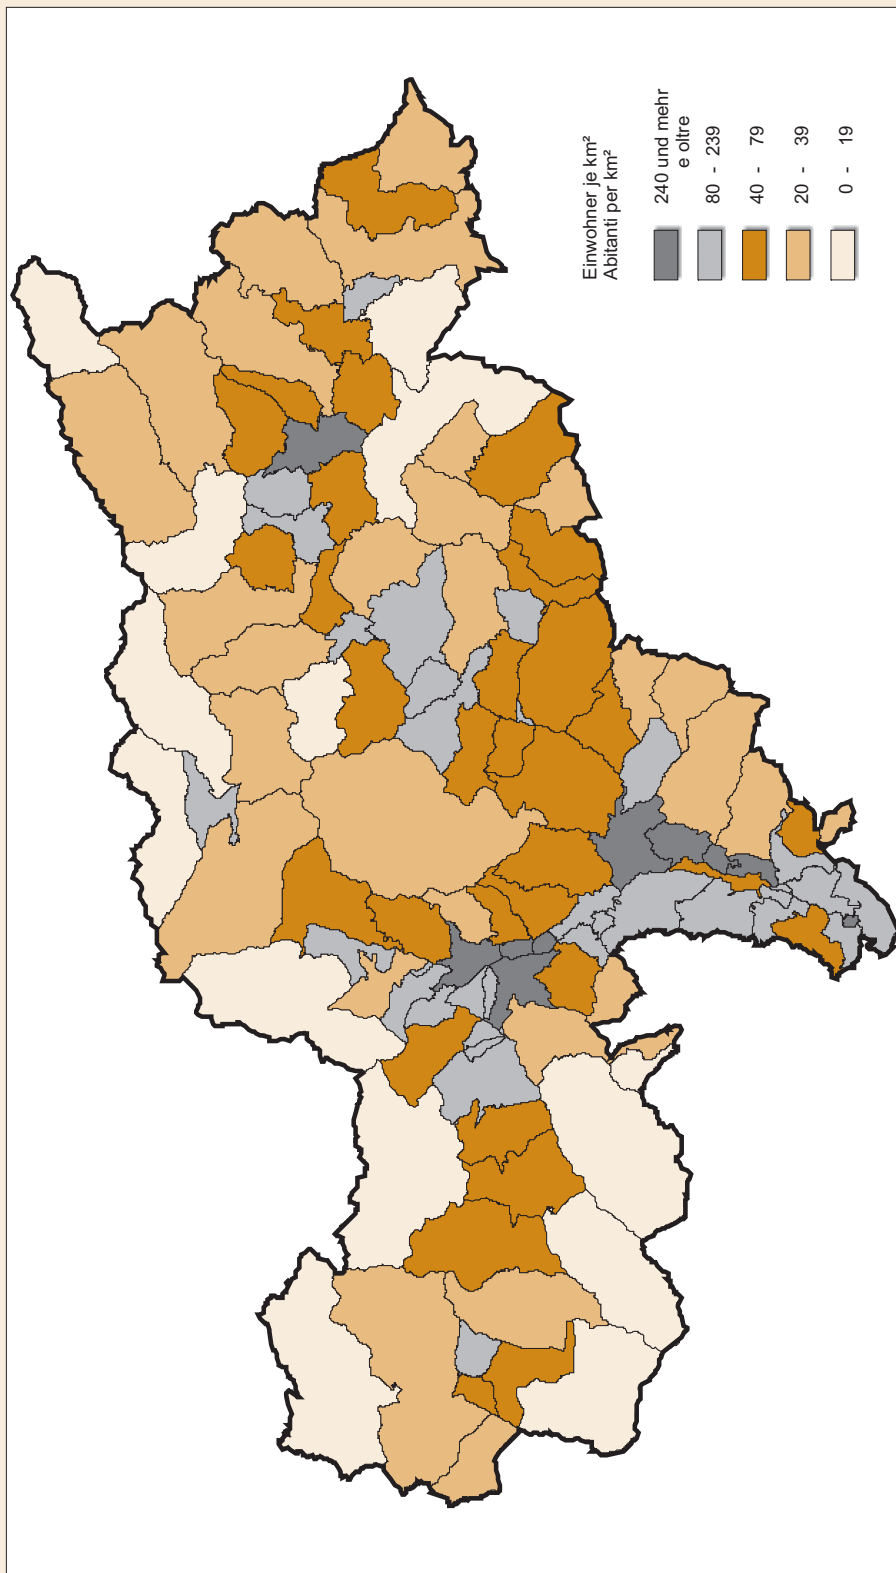 Einwohner je km²
Abitanti per km²
240 und mehr
e oltre
80 - 239
40 - 79
20 - 39
0 - 19